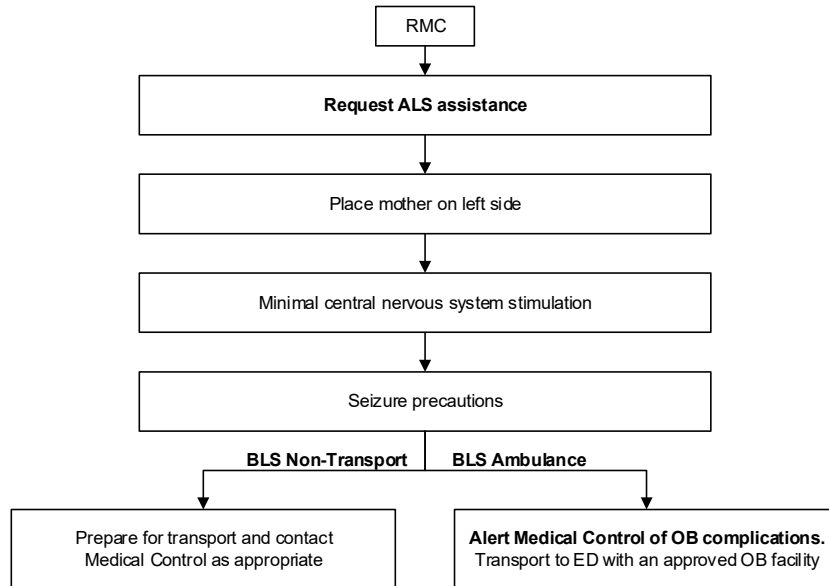 RMC
Request ALS assistance
Place mother on left side
Minimal central nervous system stimulation
Seizure precautions
BLS Non-Transport
BLS Ambulance
Prepare for transport and contact
Medical Control as appropriate
Alert Medical Control of OB complications.
Transport to ED with an approved OB facility